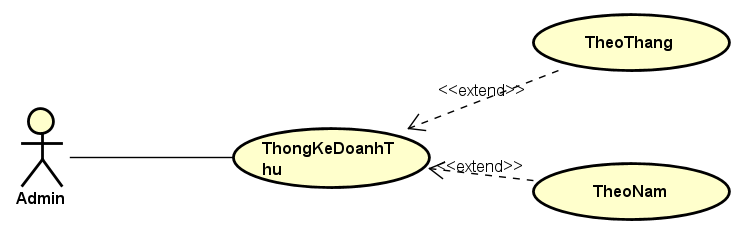 TheoThang
<<extend>>
ThongKeDoanhT
hu
<<extend>>
TheoNam
Admin